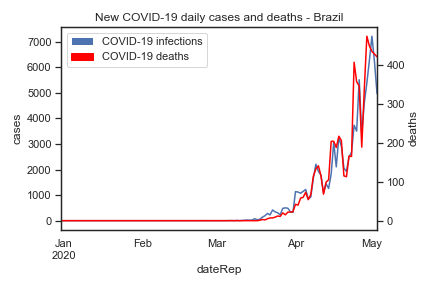 New COVID-19 daily cases and deaths - Brazil
COVID-19 infections
COVID-19 deaths
7000
6000
5000
4000
3000
2000
1000
0
cases
400
300
200
100
0
deaths
Jan Feb Mar Apr May
2020
dateRep